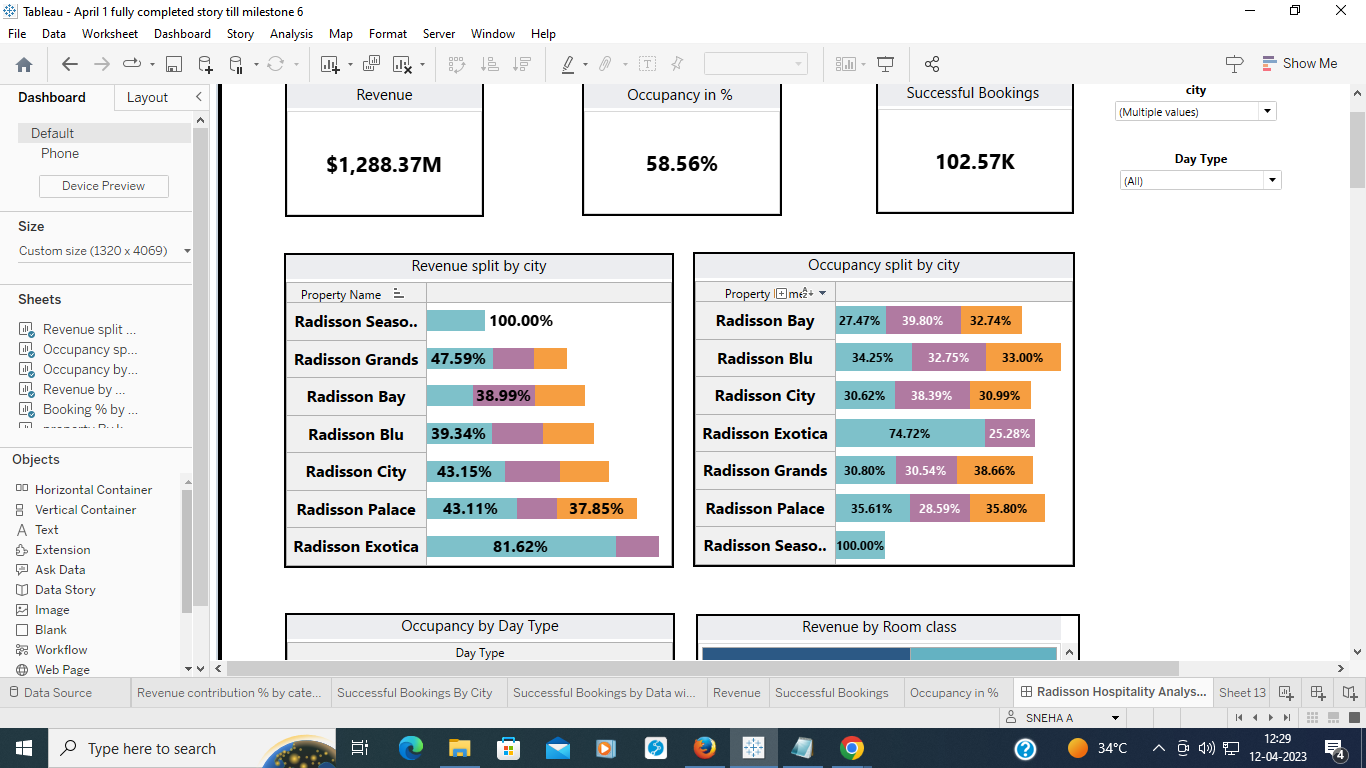 Tableau - April 1 fully completed story till milestone 6
File Data Worksheet Dashboard Story Analysis Map Format Server Window Help
Show Me
Dashboard Layout
Default
Phone
Device Preview
Size
Custom size (1320 x 4069)
Sheets
Revenue split ...
Occupancy sp...
Occupancy by...
Revenue by ...
Booking % by ...
Objects
Horizontal Container
Vertical Container
Text
Extension
Ask Data
Data Story
Image
Blank
Workflow
Web Page
Revenue
$1,288.37M
Occupancy in %
58.56%
Successful Bookings
102.57K
city
(Multiple values)
Day Type
(All)
Revenue split by city
Property Name
Radisson Seaso.. 100.00%
Radisson Grands 47.59%
Radisson Bay 38.99%
Radisson Blu 39.34%
Radisson City 43.15%
Radisson Palace 43.11% 37.85%
Radisson Exotica 81.62%
Occupancy split by city
Property
Radisson Bay 27.47% 39.80% 32.74%
Radisson Blu 34.25% 32.75% 33.00%
Radisson City 30.62% 38.39% 30.99%
Radisson Exotica 74.72% 25.28%
Radisson Grands 30.80% 30.54% 38.66%
Radisson Palace 35.61% 28.59% 35.80%
Radisson Seaso.. 100.00%
Occupancy by Day Type
Day Type
Revenue by Room class
Data Source Revenue contribution % by cate... Successful Bookings By City Successful Bookings by Data wi... Revenue Successful Bookings Occupancy in % Radisson Hospitality Analys... Sheet 13
SNEHA A
Type here to search
34°C
12:29
12-04-2023
4